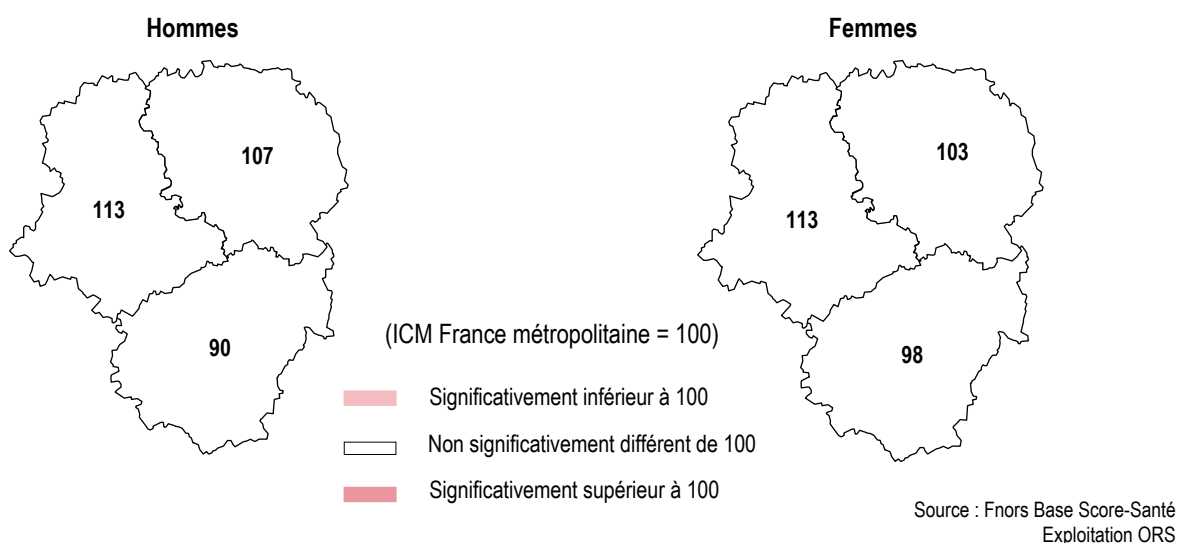 Hommes
Femmes
107
103
113
113
90
98
(ICM France métropolitaine = 100)
Significativement inférieur à 100
Non significativement différent de 100
Significativement supérieur à 100
Source : Fnors Base Score-Santé
Exploitation ORS